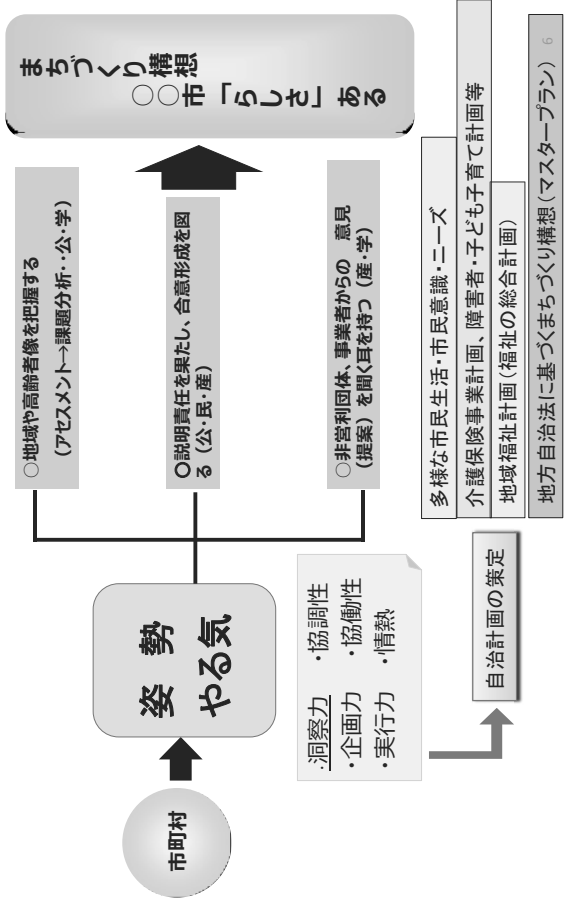 市町村
姿 勢
やる気
○地域や高齢者像を把握する
(アセスメント→課題分析・・公・学)
〇説明責任を果たし、合意形成を図
る（公・民・産）
○非営利団体、事業者からの 意見
（提案）を聞く耳を持つ（産・学）
○○市「らしさ」ある
まちづくり構想
・洞察力 ・協調性
・企画力 ・協働性
・実行力 ・情熱
自治計画の策定
多様な市民生活・市民意識・ニーズ
介護保険事業計画、障害者・子ども子育て計画等
地域福祉計画(福祉の総合計画)
地方自治法に基づくまちづくり構想(マスタープラン)
6